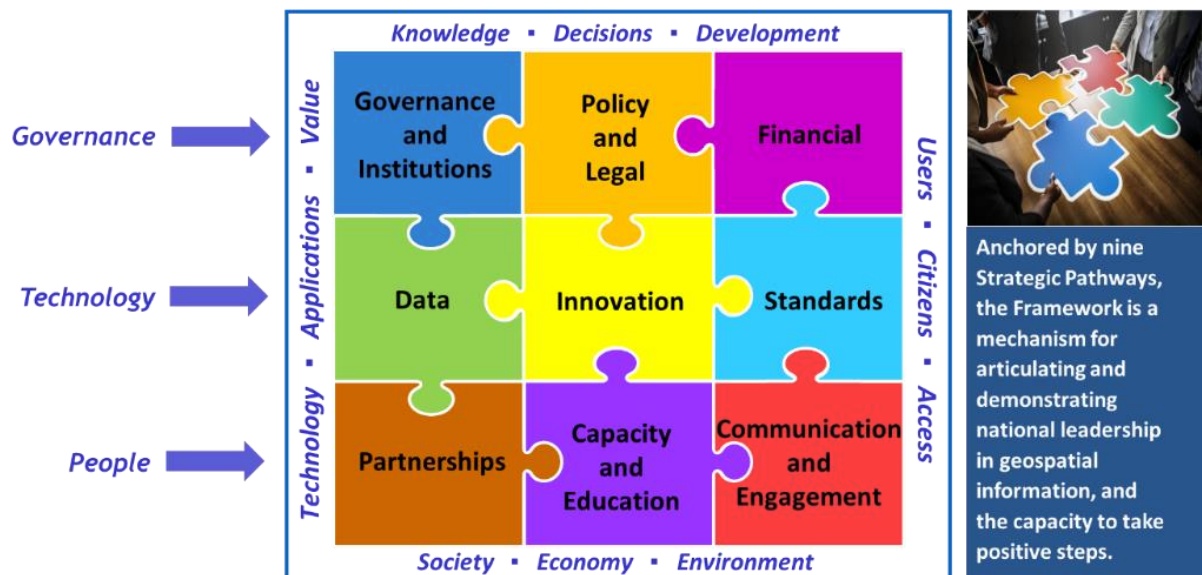 Knowledge ▪ Decisions ▪ Development
Governance
Technology
People
Technology ▪ Applications ▪ Value
Governance
and
Institutions
Policy
and
Legal
Financial
Data
Innovation
Standards
Partnerships
Capacity
and
Education
Communication
and
Engagement
Users ▪ Citizens ▪ Access
Society ▪ Economy ▪ Environment
Anchored by nine
Strategic Pathways,
the Framework is a
mechanism for
articulating and
demonstrating
national leadership
in geospatial
information, and
the capacity to take
positive steps.